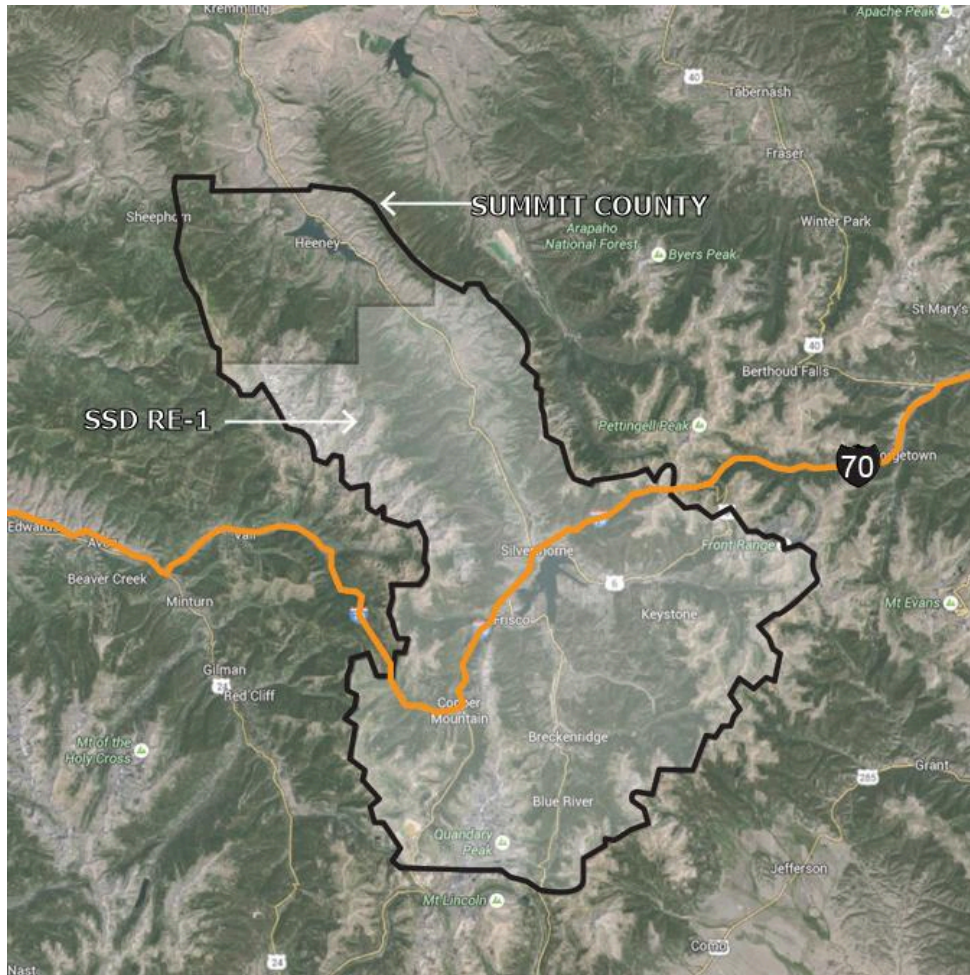 Kremmling
Apache Peak
40
Tabernash
Fraser
Sheephorn
SUMMIT COUNTY
Arapaho
National Forest
Winter Park
Heeney
Byers Peak
St Mary's
40
Berthoud Falls
SSD RE-1
Pettingell Peak
70
Edwards
Avon
Vail
Silverthorne
Front Range
Beaver Creek
6
Minturn
Keystone
Mt Evans
Frisco
Gilman
24
Red Cliff
Copper
Mountain
Mt of the
Holy Cross
Breckenridge
Grant
285
Blue River
Quandary
Peak
Jefferson
Mt Lincoln
Como
24
Nast